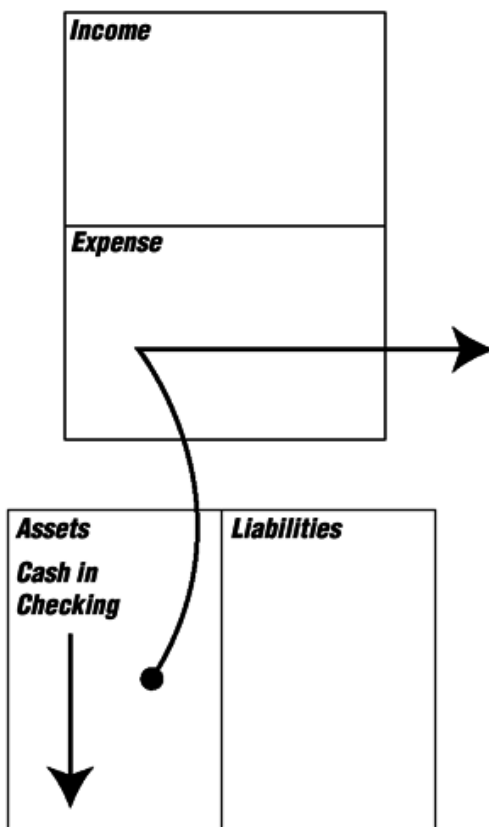 Income
Expense
Assets
Liabilities
Cash in
Checking